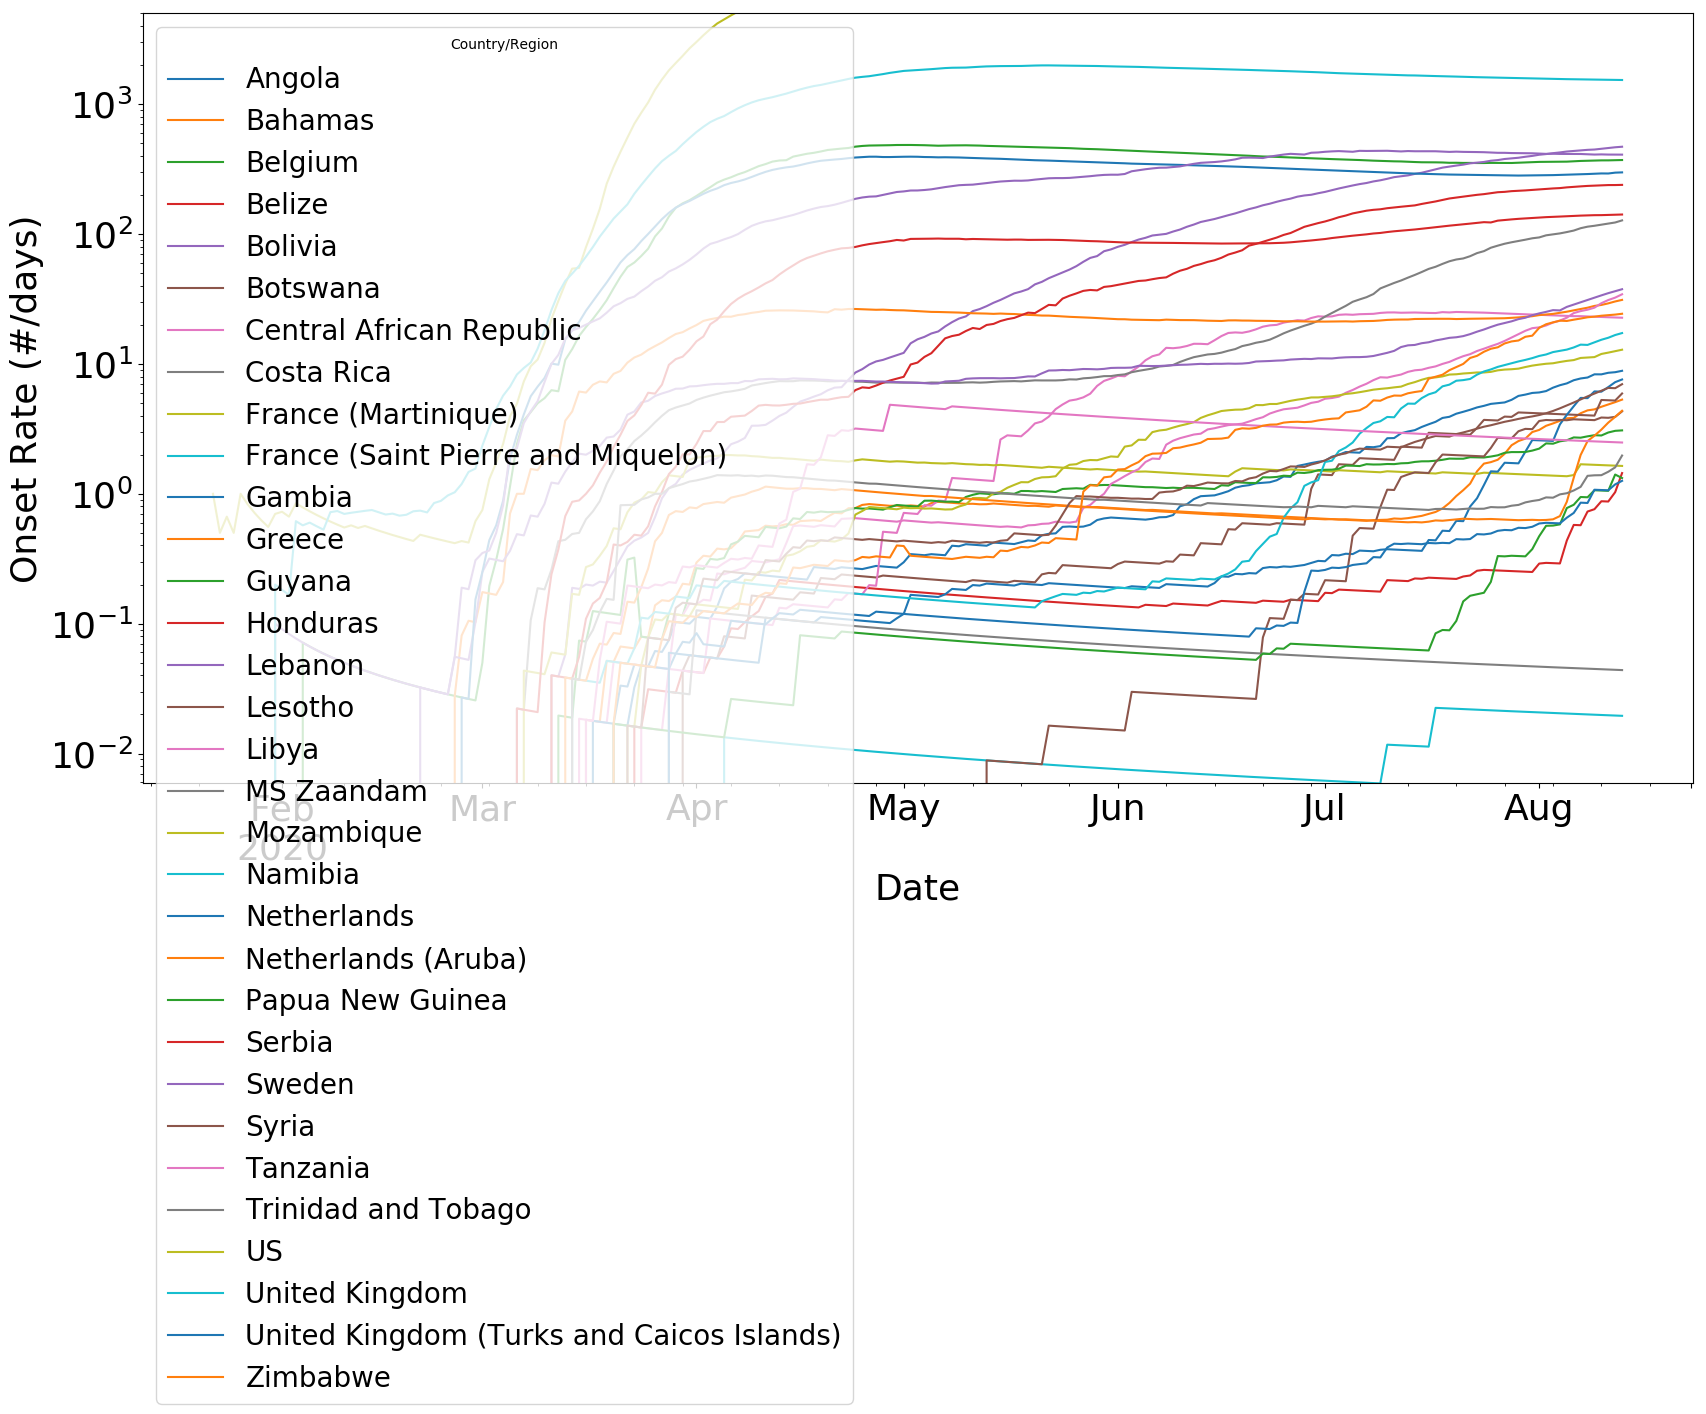 Country/Region
Angola
Bahamas
Belgium
Belize
Bolivia
Botswana
Central African Republic
Costa Rica
France (Martinique)
France (Saint Pierre and Miquelon)
Gambia
Greece
Guyana
Honduras
Lebanon
Lesotho
Libya
MS Zaandam
Mozambique
Namibia
Netherlands
Netherlands (Aruba)
Papua New Guinea
Serbia
Sweden
Syria
Tanzania
Trinidad and Tobago
US
United Kingdom
United Kingdom (Turks and Caicos Islands)
Zimbabwe
Onset Rate (#/days)
10³
10²
10¹
10⁰
10⁻¹
10⁻²
Feb Mar Apr May Jun Jul Aug
2020
Date